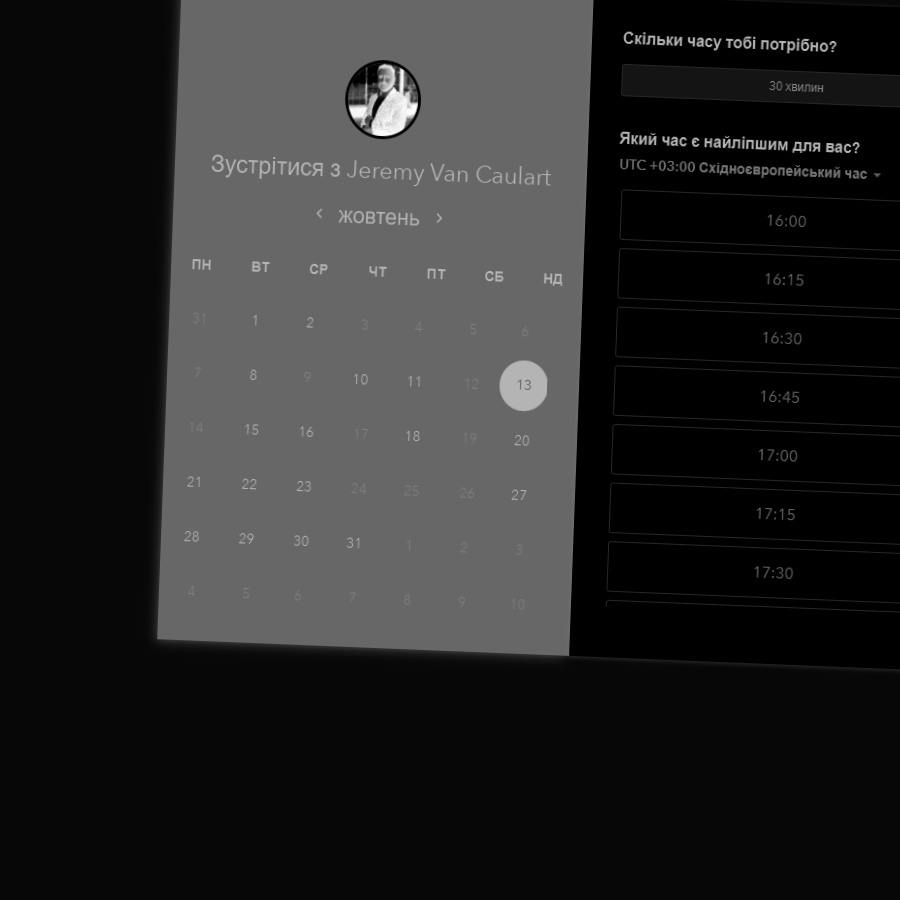 Зустрітися з Jeremy Van Caulart
‹ жовтень ›
ПН ВТ СР ЧТ ПТ СБ НД
31 1 2 3 4 5 6
7 8 9 10 11 12 13
14 15 16 17 18 19 20
21 22 23 24 25 26 27
28 29 30 31 1 2 3
4 5 6 7 8 9 10
Скільки часу тобі потрібно?
30 хвилин
Який час є найліпшим для вас?
UTC +03:00 Східноєвропейський час
16:00
16:15
16:30
16:45
17:00
17:15
17:30